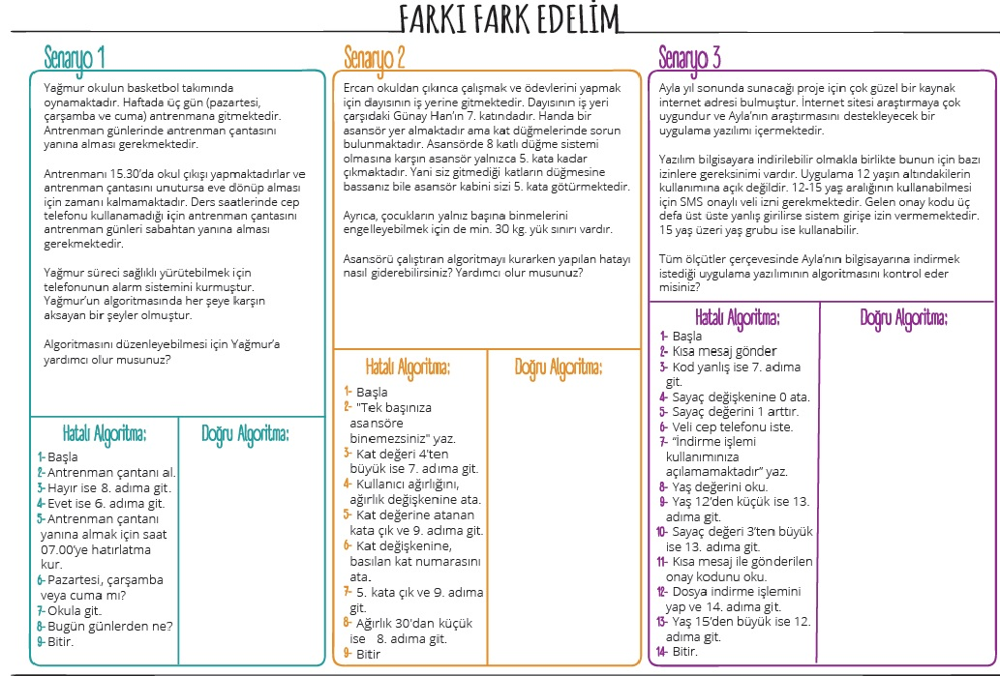 FARKI FARK EDELİM
Senaryo 1
Yağmur okulun basketbol takımında
oynamaktadır. Haftada üç gün (pazartesi,
çarşamba ve cuma) antrenmana gitmektedir.
Antrenman günlerinde antrenman çantasını
yanına alması gerekmektedir.
Antrenmanı 15.30’da okul çıkışı yapmaktadırlar ve
antrenman çantasını unutursa eve dönüp alması
için zamanı kalmamaktadır. Ders saatlerinde cep
telefonu kullanamadığı için antrenman çantasını
antrenman günleri sabahtan yanına alması
gerekmektedir.
Yağmur süreci sağlıklı yürütebilmek için
telefonunun alarm sistemini kurmuştur.
Yağmur’un algoritmasında her şeye karşın
aksayan bir şeyler olmuştur.
Algoritmasını düzenleyebilmesi için Yağmur’a
yardımcı olur musunuz?
Hatalı Algoritma:
1- Başla
2- Antrenman çantanı al.
3- Hayır ise 8. adıma git.
4- Evet ise 6. adıma git.
5- Antrenman çantanı
yanına almak için saat
07.00’ye hatırlatma
kur.
6- Pazartesi, çarşamba
veya cuma mı?
7- Okula git.
8- Bugün günlerden ne?
9- Bitir.
Doğru Algoritma:
Senaryo 2
Ercan okuldan çıkınca çalışmak ve ödevlerini yapmak
için dayısının iş yerine gitmektedir. Dayısının iş yeri
çarşıdaki Günay Han’ın 7. katındadır. Handa bir
asansör yer almaktadır ama kat düğmelerinde sorun
bulunmaktadır. Asansörde 8 katlı düğme sistemi
olmasına karşın asansör yalnızca 5. kata kadar
çıkmaktadır. Yani siz gitmediği katların düğmesine
bassanız bile asansör kabini sizi 5. kata götürmektedir.
Ayrıca, çocukların yalnız başına binmelerini
engelleyebilmek için de min. 30 kg. yük sınırı vardır.
Asansörü çalıştıran algoritmayı kurarken yapılan hatayı
nasıl giderebilirsiniz? Yardımcı olur musunuz?
Hatalı Algoritma:
1- Başla
2- "Tek başınıza
asansöre
binemezsiniz" yaz.
3- Kat değeri 4’ten
büyük ise 7. adıma git.
4- Kullanıcı ağırlığını,
ağırlık değişkenine ata.
5- Kat değerine atanan
kata çık ve 9. adıma git.
6- Kat değişkenine,
basılan kat numarasını
ata.
7- 5. kata çık ve 9. adıma
git.
8- Ağırlık 30’dan küçük
ise 8. adıma git.
9- Bitir
Doğru Algoritma:
Senaryo 3
Ayla yıl sonunda sunacağı proje için çok güzel bir kaynak
internet adresi bulmuştur. İnternet sitesi araştırmaya çok
uygundur ve Ayla’nın araştırmasını destekleyecek bir
uygulama yazılımı içermektedir.
Yazılım bilgisayara indirilebilir olmakla birlikte bunun için bazı
izinlere gereksinimi vardır. Uygulama 12 yaşın altındakilerin
kullanımına açık değildir. 12-15 yaş aralığının kullanabilmesi
için SMS onaylı veli izni gerekmektedir. Gelen onay kodu üç
defa üst üste yanlış girilirse sistem girişe izin vermemektedir.
15 yaş üzeri yaş grubu ise kullanabilir.
Tüm ölçütler çerçevesinde Ayla’nın bilgisayarına indirmek
istediği uygulama yazılımının algoritmasını kontrol eder
misiniz?
Hatalı Algoritma:
1- Başla
2- Kısa mesaj gönder
3- Kod yanlış ise 7. adıma
git.
4- Sayaç değişkenine 0 ata.
5- Sayaç değerini 1 arttır.
6- Veli cep telefonu iste.
7- “İndirme işlemi
kullanımınıza
açılamamaktadır” yaz.
8- Yaş değerini oku.
9- Yaş 12’den küçük ise 13.
adıma git.
10- Sayaç değeri 3’ten büyük
ise 13. adıma git.
11- Kısa mesaj ile gönderilen
onay kodunu oku.
12- Dosya indirme işlemini
yap ve 14. adıma git.
13- Yaş 15’den büyük ise 12.
adıma git.
14- Bitir.
Doğru Algoritma: